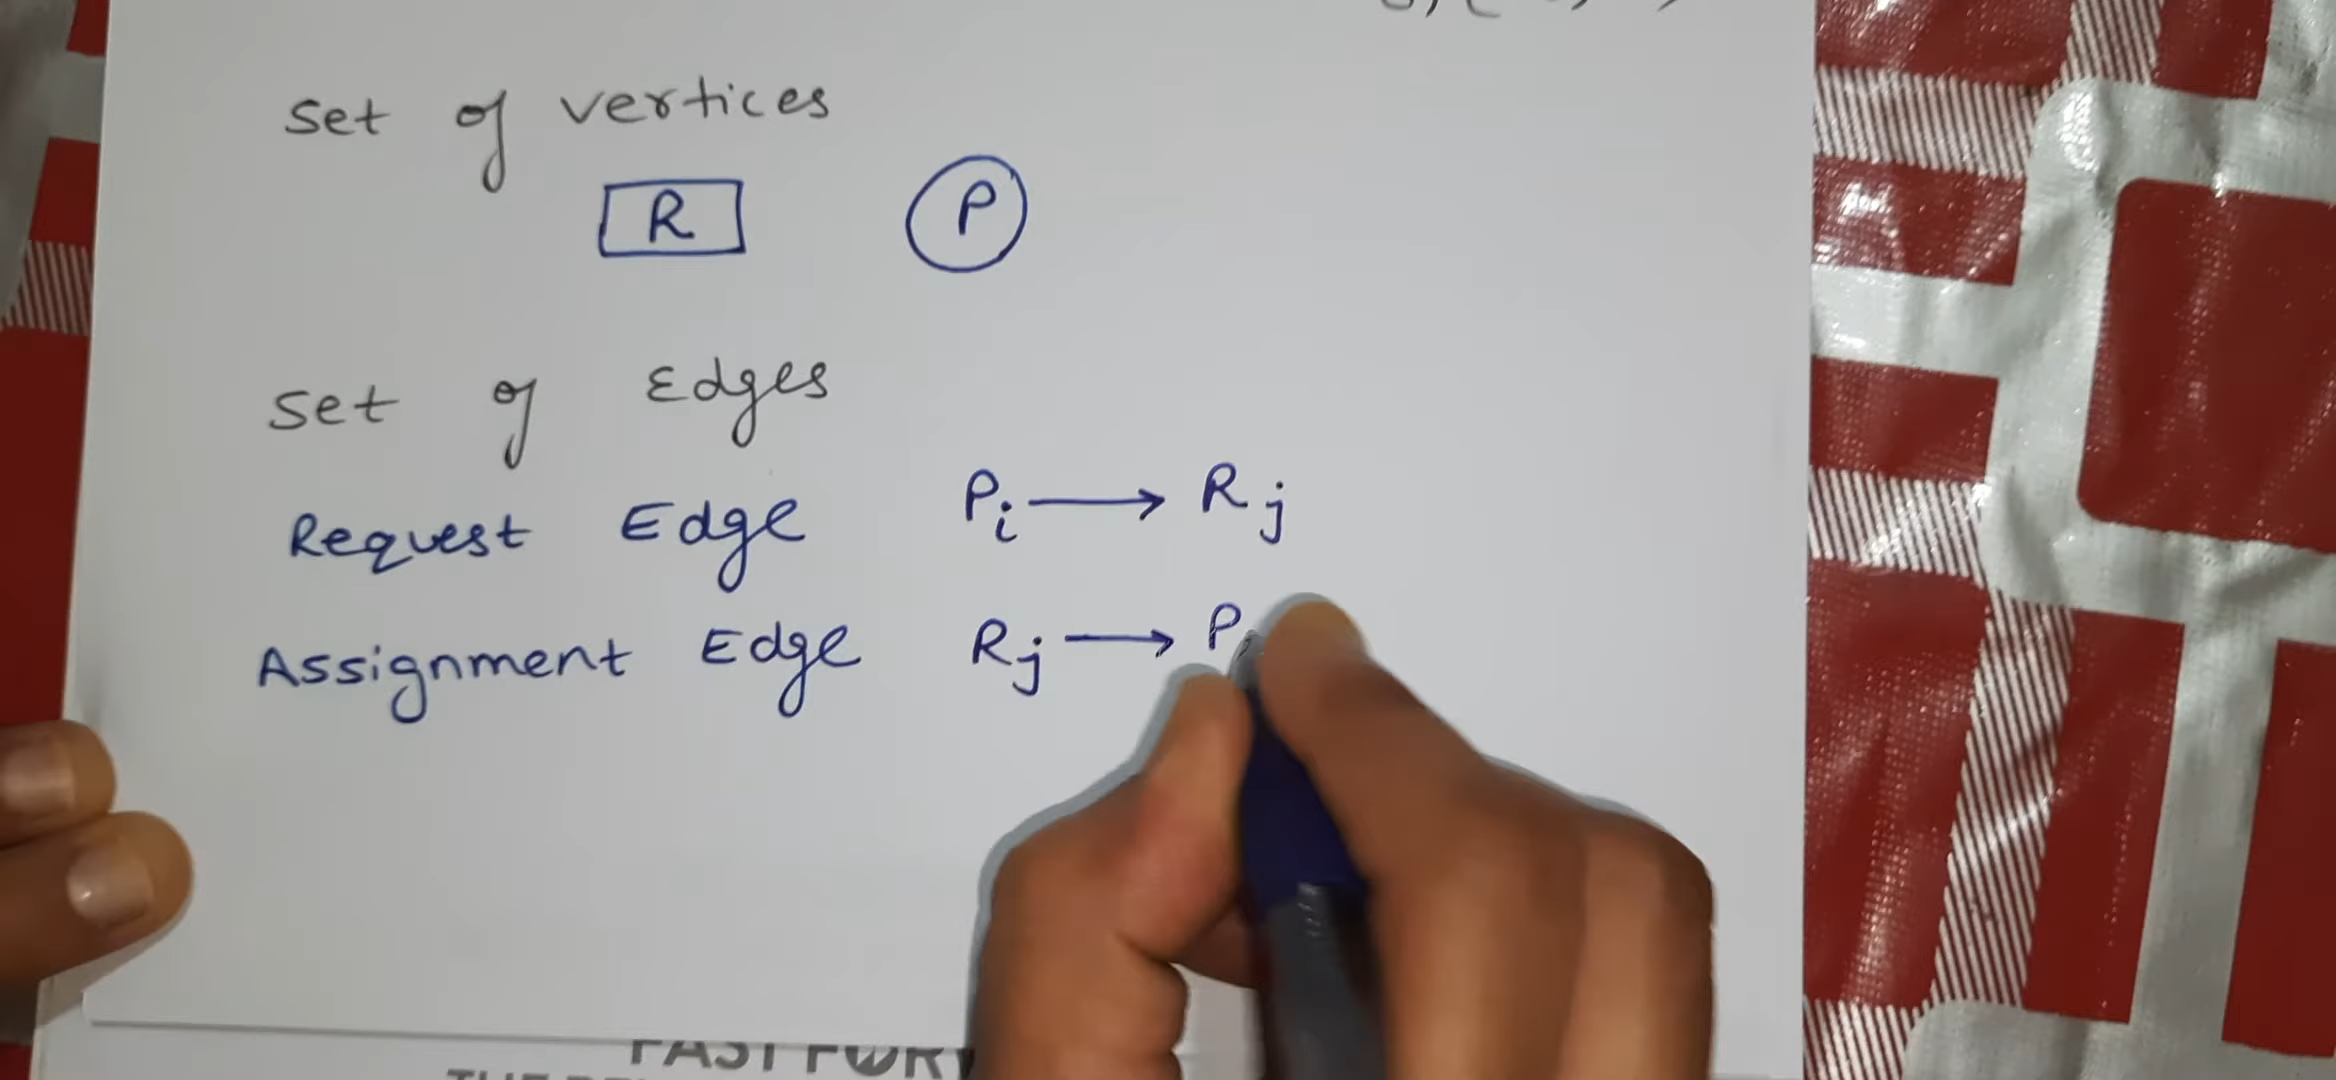 set of vertices
R P
set of Edges
Request Edge Pi → Rj
Assignment Edge Rj → P